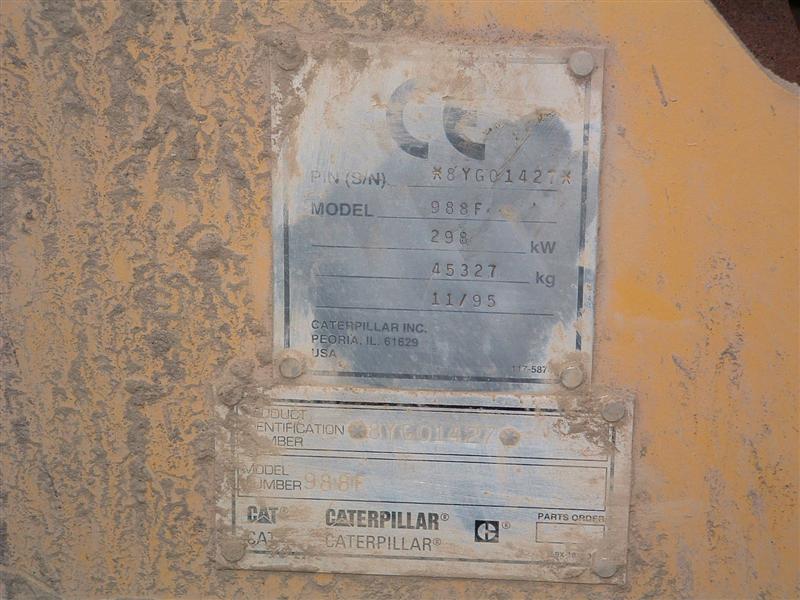 CE
PIN (S/N) *8YG01427*
MODEL 988F
298 kW
45327 kg
11/95
CATERPILLAR INC.
PEORIA, IL. 61629
USA
PRODUCT
IDENTIFICATION *8YG01427*
NUMBER
MODEL
NUMBER 988F
CAT® CATERPILLAR® C ® PARTS ORDER
CAT CATERPILLAR®